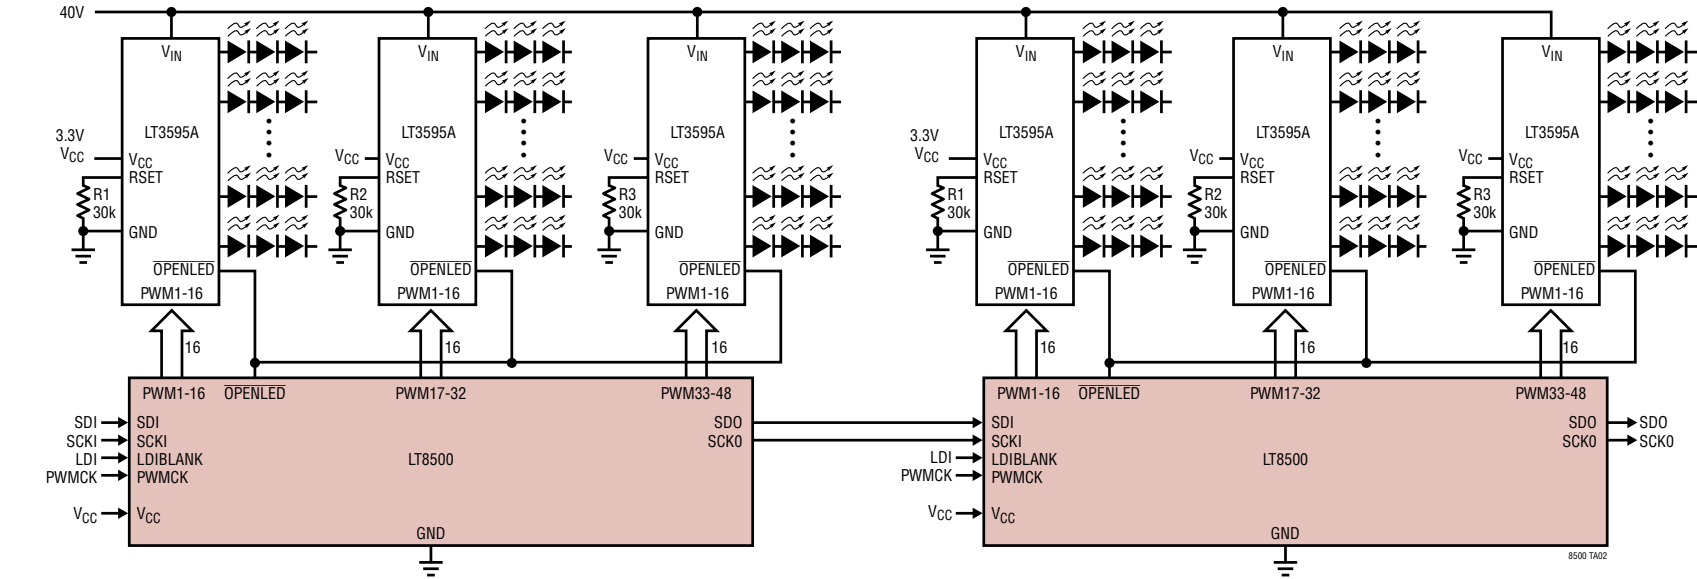 40V
VIN VIN VIN VIN VIN VIN
LT3595A LT3595A LT3595A LT3595A LT3595A LT3595A
3.3V 3.3V
VCC VCC VCC VCC VCC VCC
VCC VCC VCC VCC VCC VCC
RSET RSET RSET RSET RSET RSET
R1 R2 R3 R1 R2 R3
30k 30k 30k 30k 30k 30k
GND GND GND GND GND GND
OPENLED OPENLED OPENLED OPENLED OPENLED OPENLED
PWM1-16 PWM1-16 PWM1-16 PWM1-16 PWM1-16 PWM1-16
16 16 16 16 16 16
PWM1-16 OPENLED PWM17-32 PWM33-48 PWM1-16 OPENLED PWM17-32 PWM33-48
SDI SDI SDO SDI SDO SDO
SCKI SCKI SCK0 SCKI SCK0 SCK0
LDI LDIBLANK LT8500 LDI LDIBLANK LT8500
PWMCK PWMCK PWMCK PWMCK
VCC VCC VCC VCC
GND GND
8500 TA02